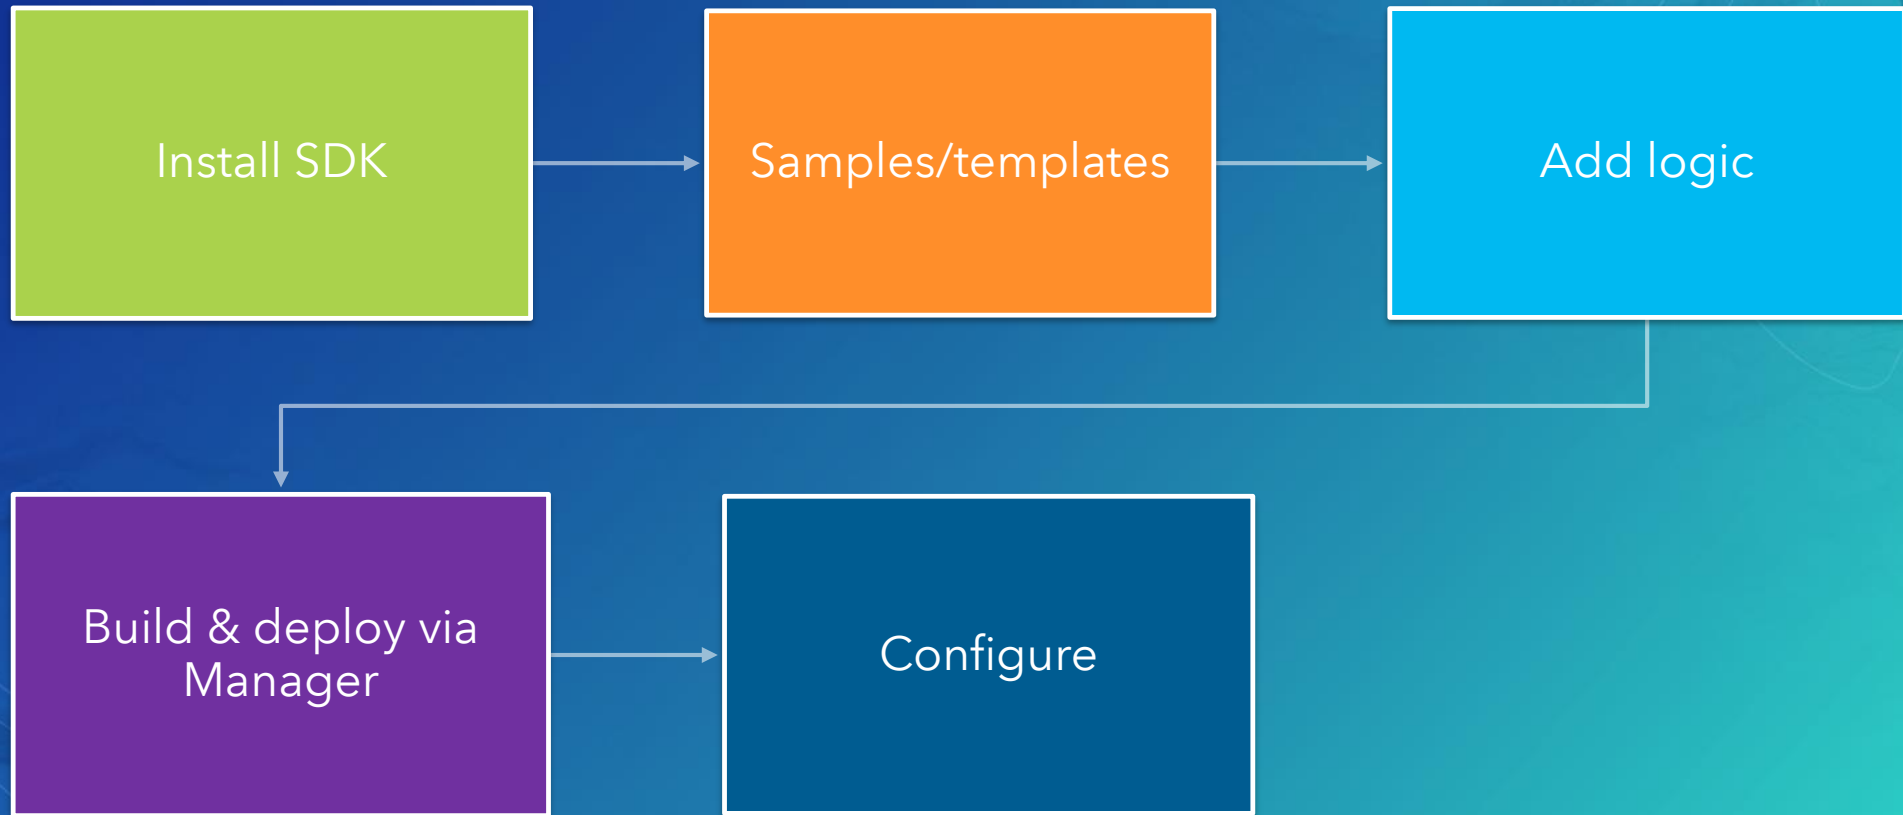 Install SDK
Samples/templates
Add logic
Build & deploy via
Manager
Configure